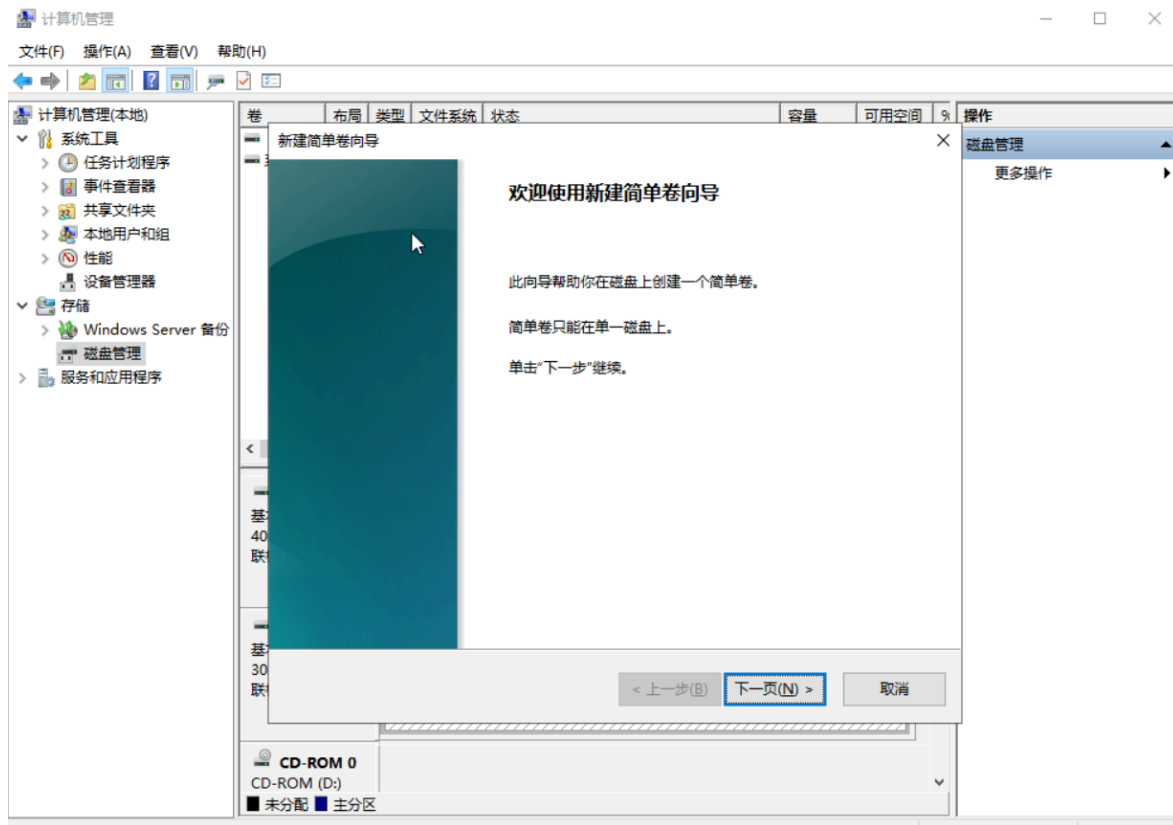 计算机管理
文件(F) 操作(A) 查看(V) 帮助(H)
计算机管理(本地)
系统工具
任务计划程序
事件查看器
共享文件夹
本地用户和组
性能
设备管理器
存储
Windows Server 备份
磁盘管理
服务和应用程序
卷 布局 类型 文件系统 状态 容量 可用空间 %
新建简单卷向导
欢迎使用新建简单卷向导
此向导帮助你在磁盘上创建一个简单卷。
简单卷只能在单一磁盘上。
单击“下一步”继续。
< 上一步(B) 下一页(N) > 取消
基
40
联
基
30
联
CD-ROM 0
CD-ROM (D:)
未分配 主分区
操作
磁盘管理
更多操作